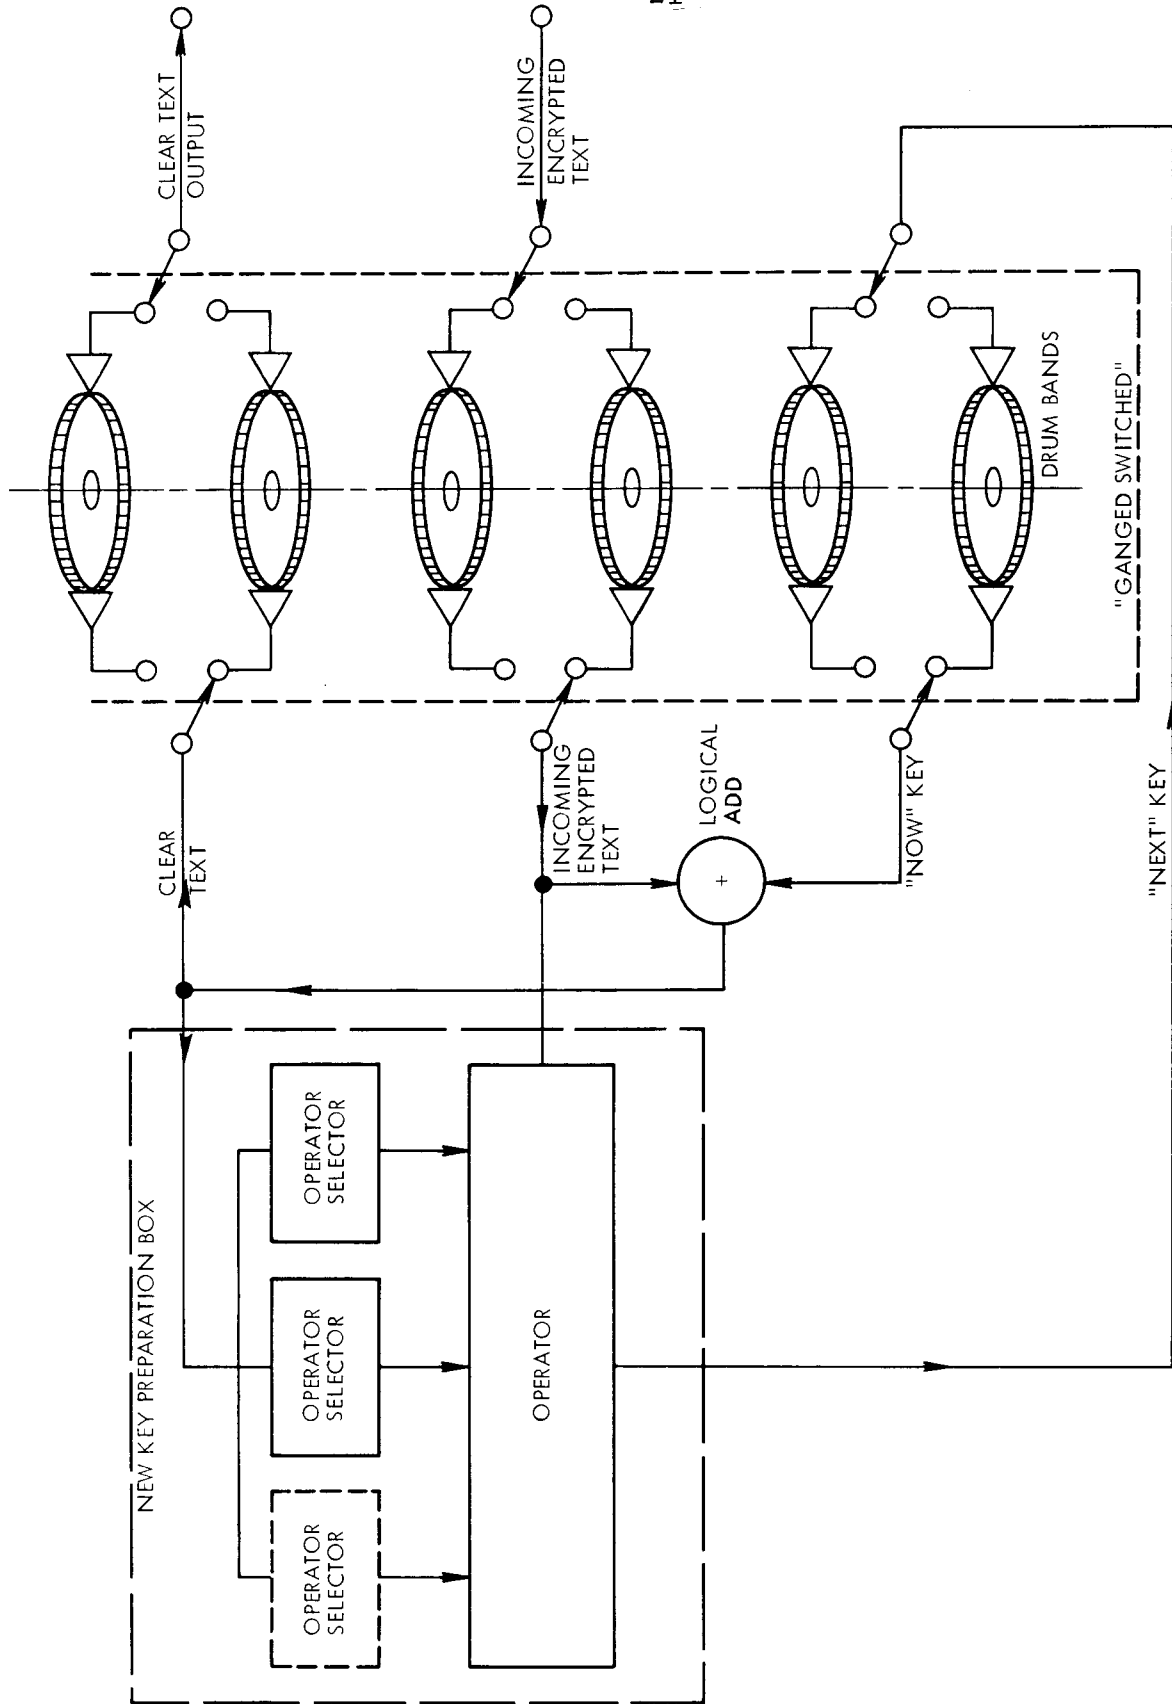 NEW KEY PREPARATION BOX
OPERATOR
SELECTOR
OPERATOR
SELECTOR
OPERATOR
SELECTOR
OPERATOR
CLEAR
TEXT
INCOMING
ENCRYPTED
TEXT
LOGICAL
ADD
+
"NOW" KEY
"NEXT" KEY
CLEAR TEXT
OUTPUT
INCOMING
ENCRYPTED
TEXT
DRUM BANDS
"GANGED SWITCHED"